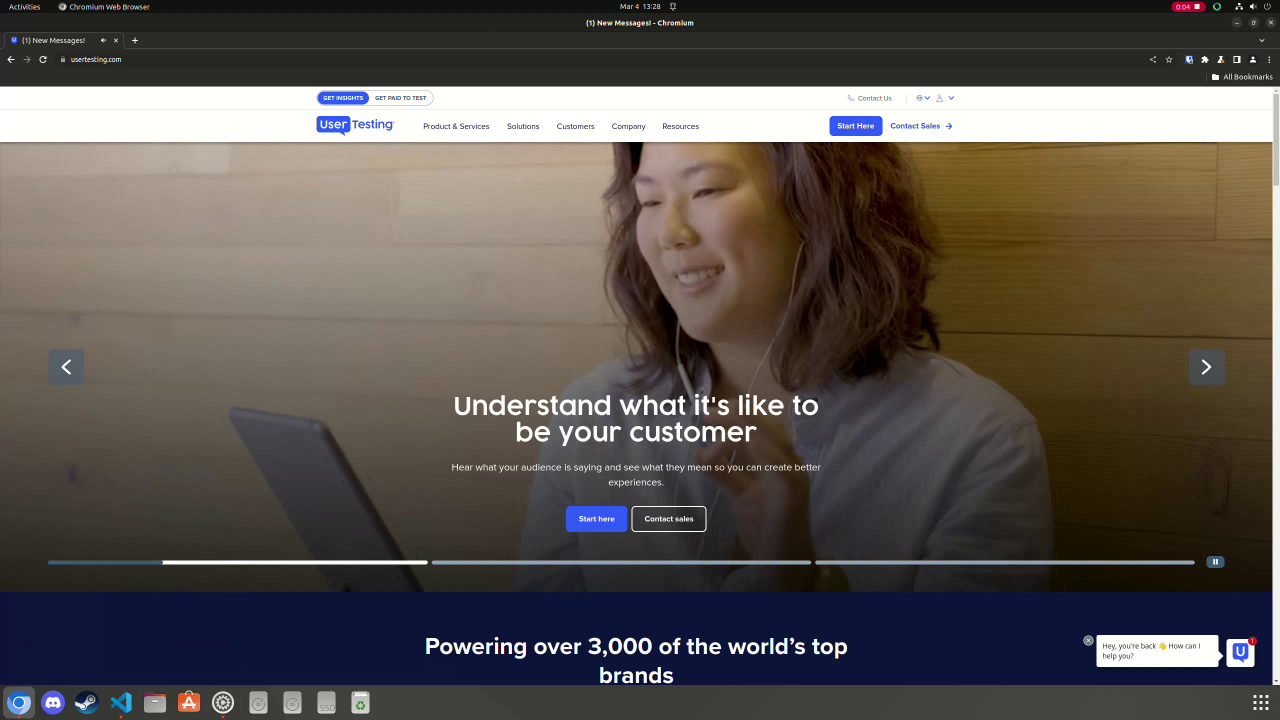 Activities
Chromium Web Browser
Mar 4 13:28
0:04
(1) New Messages! - Chromium
(1) New Messages!
usertesting.com
All Bookmarks
GET INSIGHTS
GET PAID TO TEST
Contact Us
UserTesting
Product & Services
Solutions
Customers
Company
Resources
Start Here
Contact Sales
Understand what it's like to
be your customer
Hear what your audience is saying and see what they mean so you can create better
experiences.
Start here
Contact sales
Powering over 3,000 of the world’s top
brands
Hey, you're back 👋 How can I
help you?
1
SSD